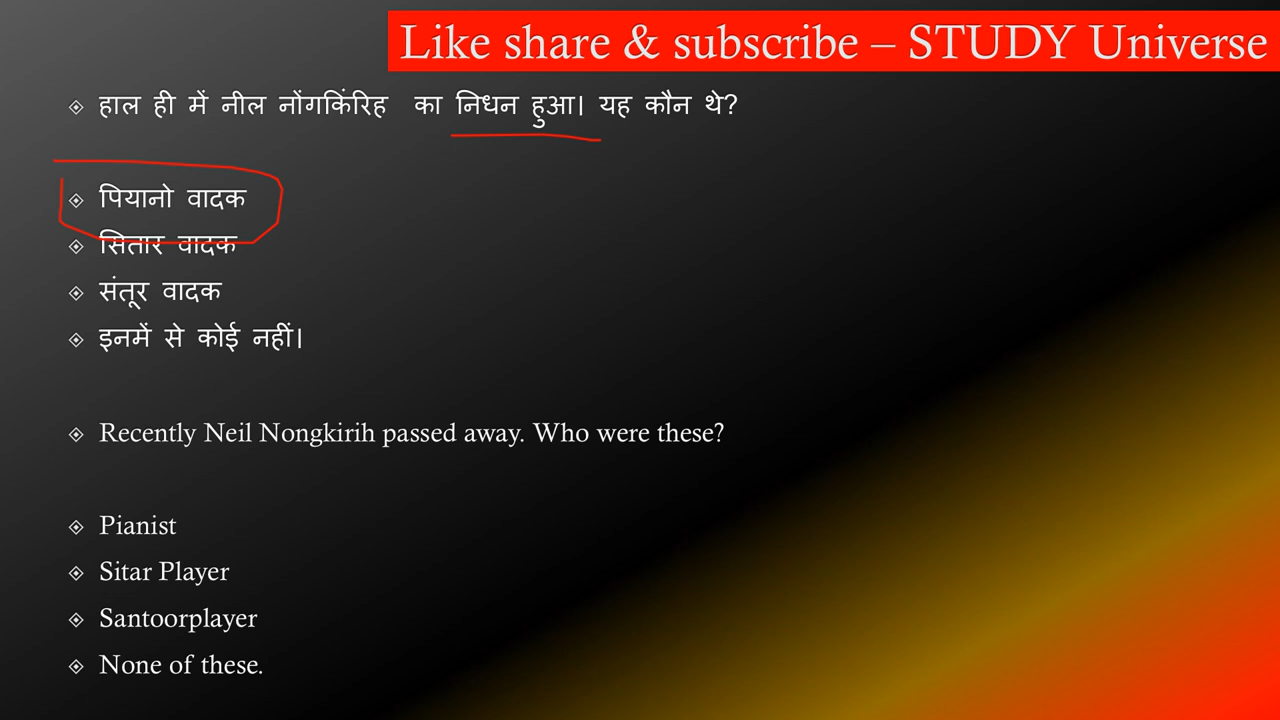 Like share & subscribe – STUDY Universe
हाल ही में नील नोंगकिंरिह का निधन हुआ। यह कौन थे?
पियानो वादक
सितार वादक
संतूर वादक
इनमें से कोई नहीं।
Recently Neil Nongkirih passed away. Who were these?
Pianist
Sitar Player
Santoorplayer
None of these.